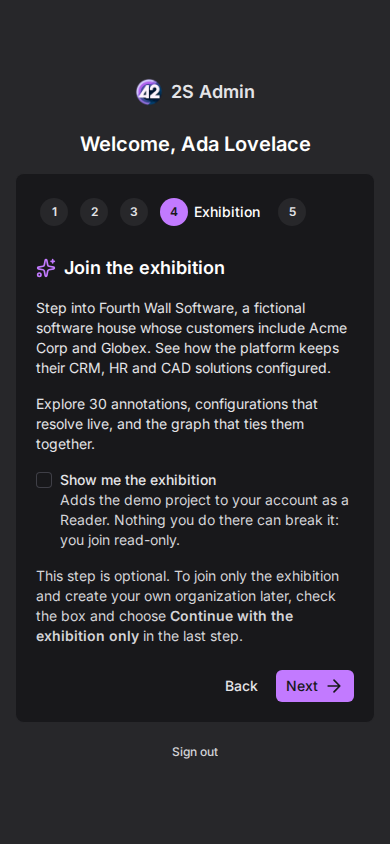 2S Admin
Welcome, Ada Lovelace
1 2 3 4 Exhibition 5
Join the exhibition
Step into Fourth Wall Software, a fictional
software house whose customers include Acme
Corp and Globex. See how the platform keeps
their CRM, HR and CAD solutions configured.
Explore 30 annotations, configurations that
resolve live, and the graph that ties them
together.
Show me the exhibition
Adds the demo project to your account as a
Reader. Nothing you do there can break it:
you join read-only.
This step is optional. To join only the exhibition
and create your own organization later, check
the box and choose Continue with the
exhibition only in the last step.
Back Next
Sign out